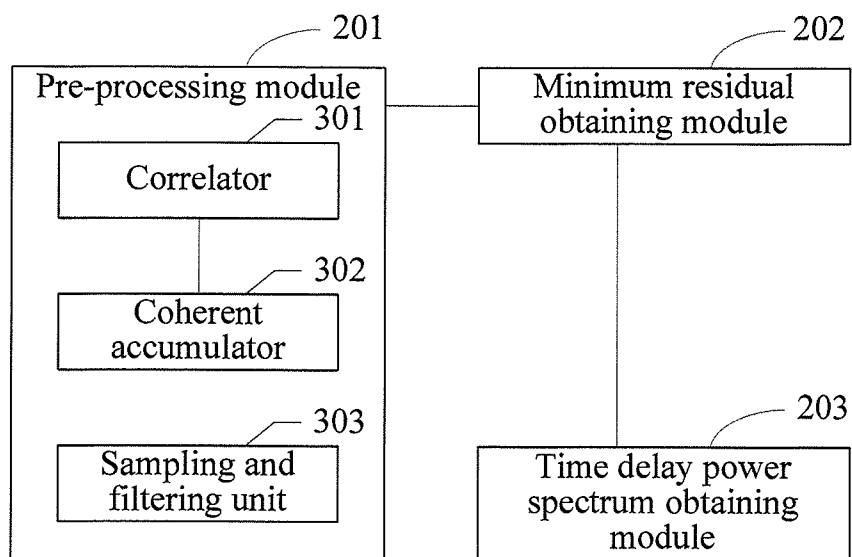 201
Pre-processing module
301
Correlator
302
Coherent
accumulator
303
Sampling and
filtering unit
202
Minimum residual
obtaining module
203
Time delay power
spectrum obtaining
module